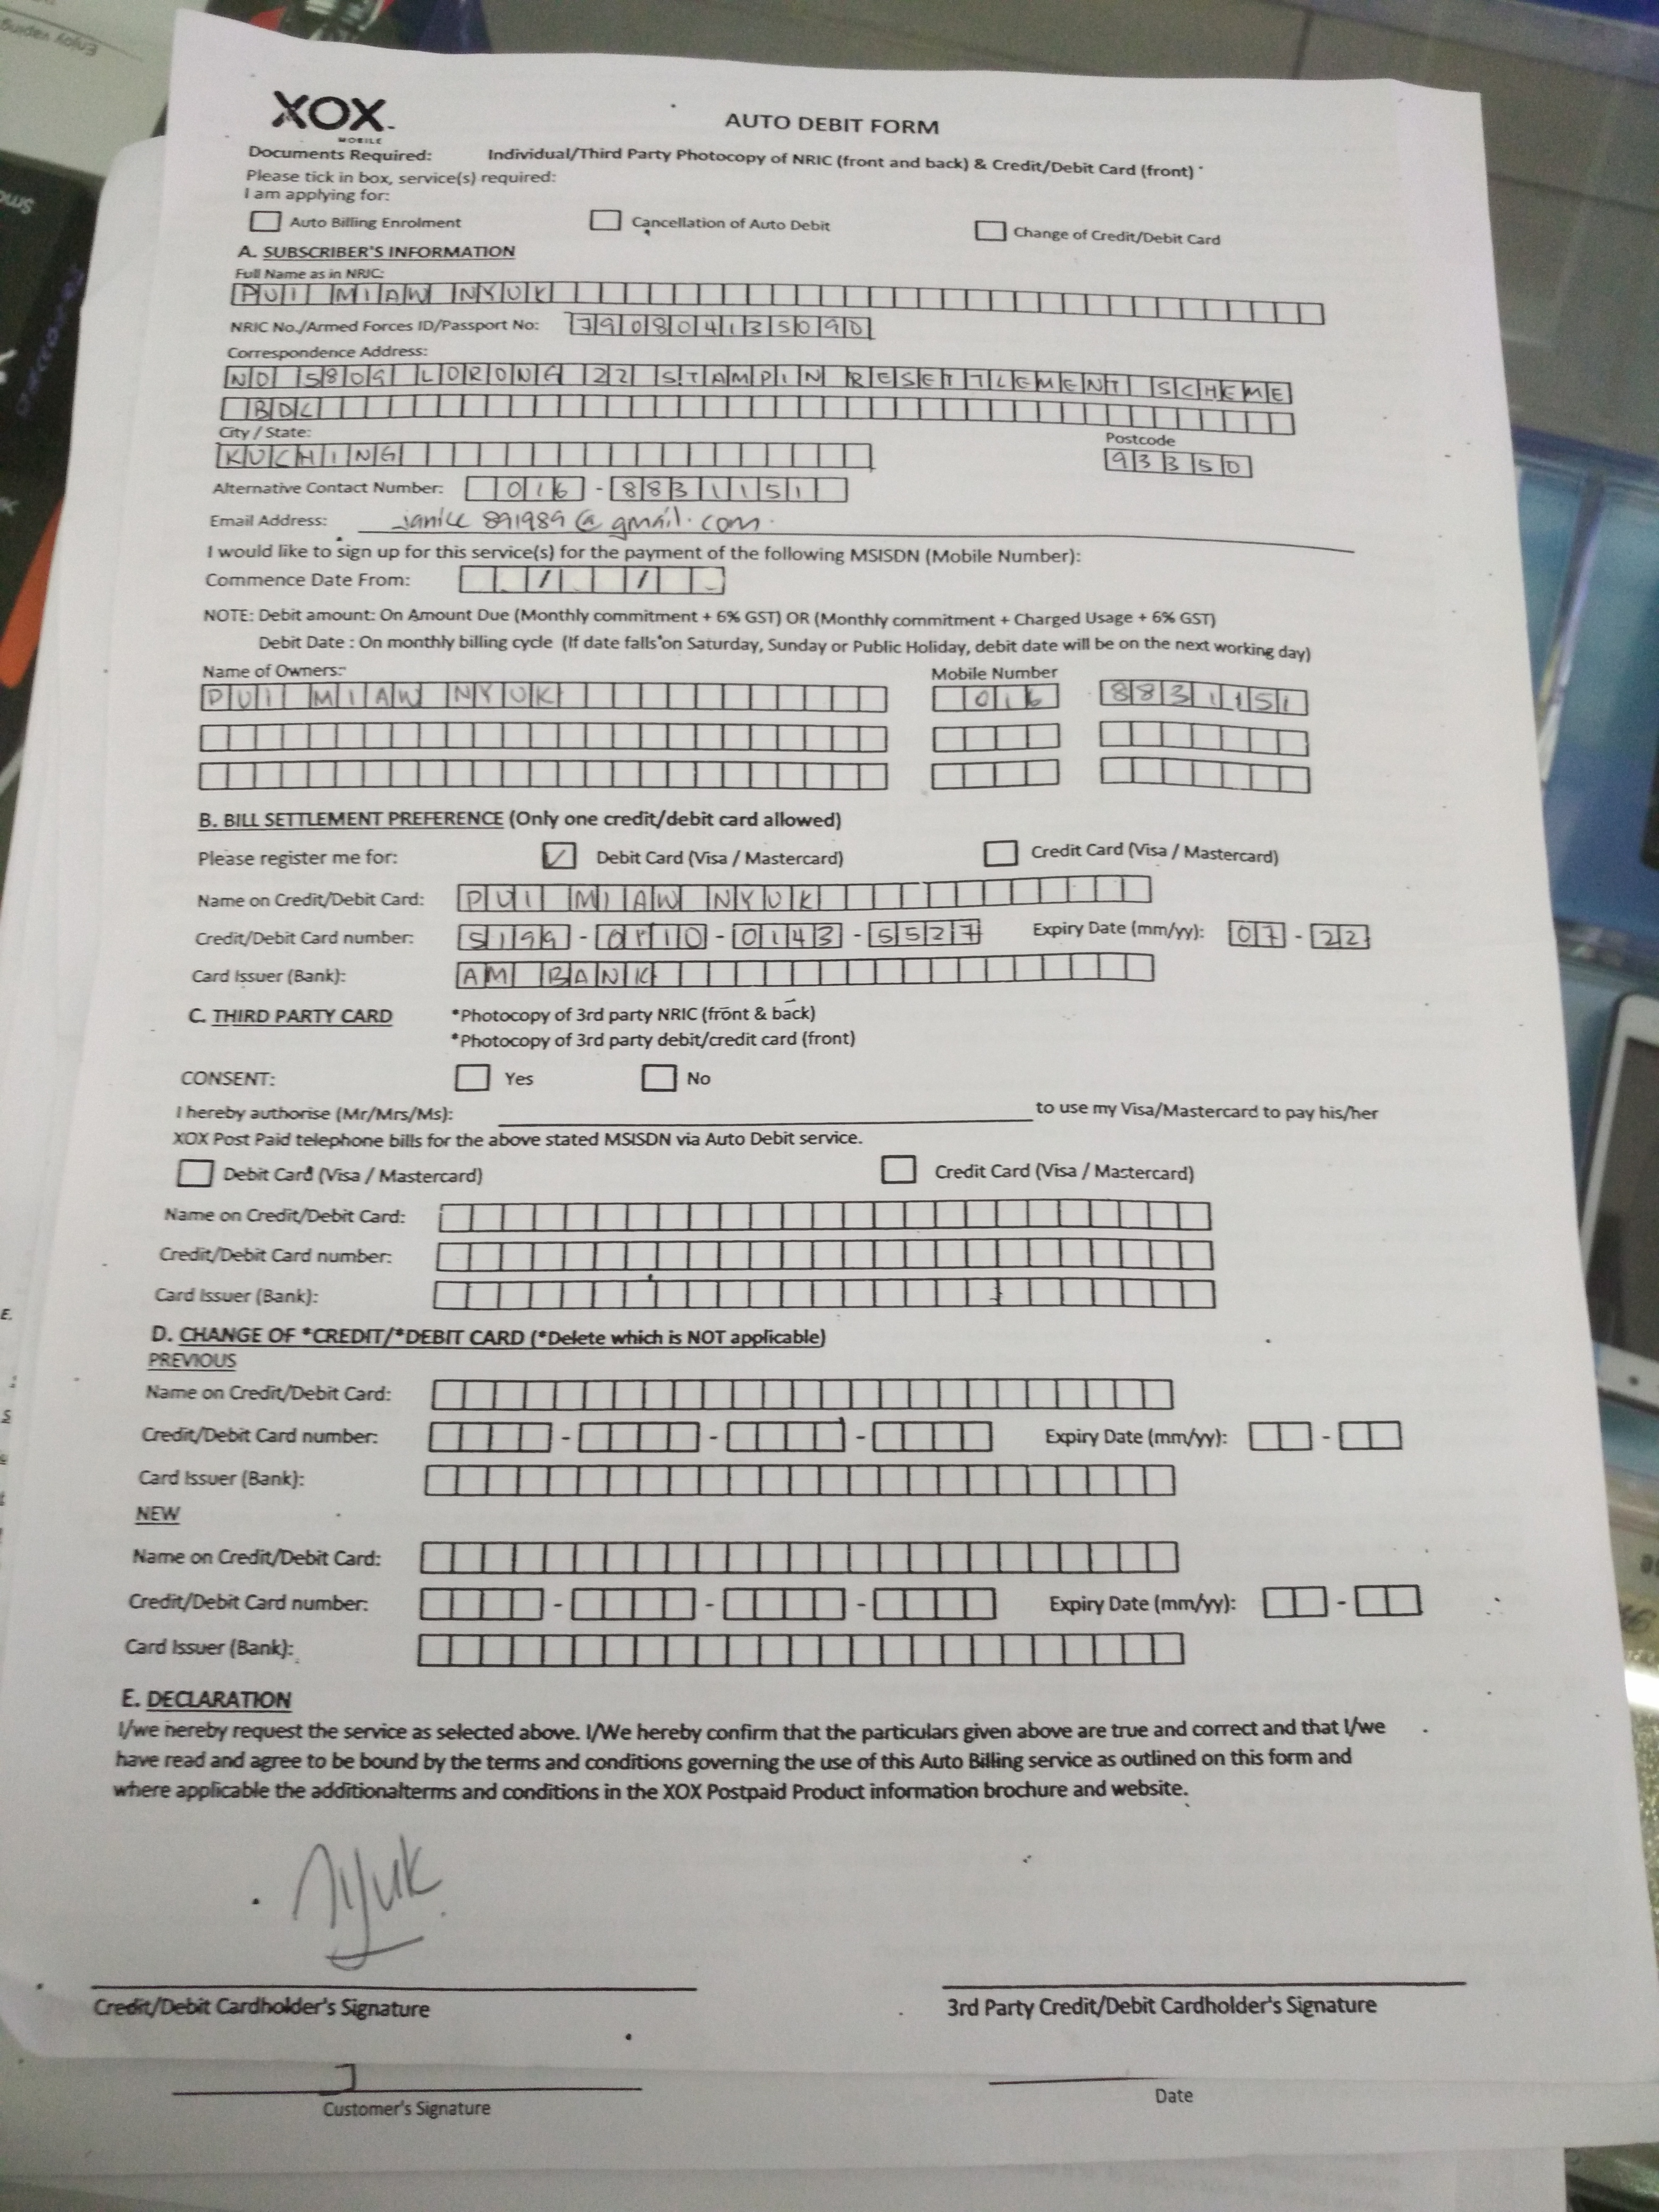 Enjoy vaping
XOX
MOBILE
AUTO DEBIT FORM
Documents Required: Individual/Third Party Photocopy of NRIC (front and back) & Credit/Debit Card (front) *
Please tick in box, service(s) required:
I am applying for:
Auto Billing Enrolment Cancellation of Auto Debit Change of Credit/Debit Card
A. SUBSCRIBER'S INFORMATION
Full Name as in NRIC:
PUI MIAW NYUK
NRIC No./Armed Forces ID/Passport No: 790804135090
Correspondence Address:
NO 5809 LORONG 22 STAMPIN RESETTLEMENT SCHEME
BDC
City / State:
KUCHING
Postcode
93350
Alternative Contact Number: 016 - 8831151
Email Address: janice 891989@gmail.com
I would like to sign up for this service(s) for the payment of the following MSISDN (Mobile Number):
Commence Date From: / /
NOTE: Debit amount: On Amount Due (Monthly commitment + 6% GST) OR (Monthly commitment + Charged Usage + 6% GST)
Debit Date : On monthly billing cycle (If date falls on Saturday, Sunday or Public Holiday, debit date will be on the next working day)
Name of Owners: Mobile Number
PUI MIAW NYUK 016 8831151
B. BILL SETTLEMENT PREFERENCE (Only one credit/debit card allowed)
Please register me for: ✓ Debit Card (Visa / Mastercard) Credit Card (Visa / Mastercard)
Name on Credit/Debit Card: PUI MIAW NYUK
Credit/Debit Card number: 5199 - - 0143 - 5527 Expiry Date (mm/yy): 07 - 22
Card Issuer (Bank): AM BANK
C. THIRD PARTY CARD *Photocopy of 3rd party NRIC (front & back)
*Photocopy of 3rd party debit/credit card (front)
CONSENT: Yes No
I hereby authorise (Mr/Mrs/Ms): to use my Visa/Mastercard to pay his/her
XOX Post Paid telephone bills for the above stated MSISDN via Auto Debit service.
Debit Card (Visa / Mastercard) Credit Card (Visa / Mastercard)
Name on Credit/Debit Card:
Credit/Debit Card number:
Card Issuer (Bank):
D. CHANGE OF *CREDIT/*DEBIT CARD (*Delete which is NOT applicable)
PREVIOUS
Name on Credit/Debit Card:
Credit/Debit Card number: - - - Expiry Date (mm/yy): -
Card Issuer (Bank):
NEW
Name on Credit/Debit Card:
Credit/Debit Card number: - - - Expiry Date (mm/yy): -
Card Issuer (Bank):
E. DECLARATION
I/we hereby request the service as selected above. I/We hereby confirm that the particulars given above are true and correct and that I/we
have read and agree to be bound by the terms and conditions governing the use of this Auto Billing service as outlined on this form and
where applicable the additionalterms and conditions in the XOX Postpaid Product information brochure and website.
Nyuk
Credit/Debit Cardholder's Signature 3rd Party Credit/Debit Cardholder's Signature
Customer's Signature Date